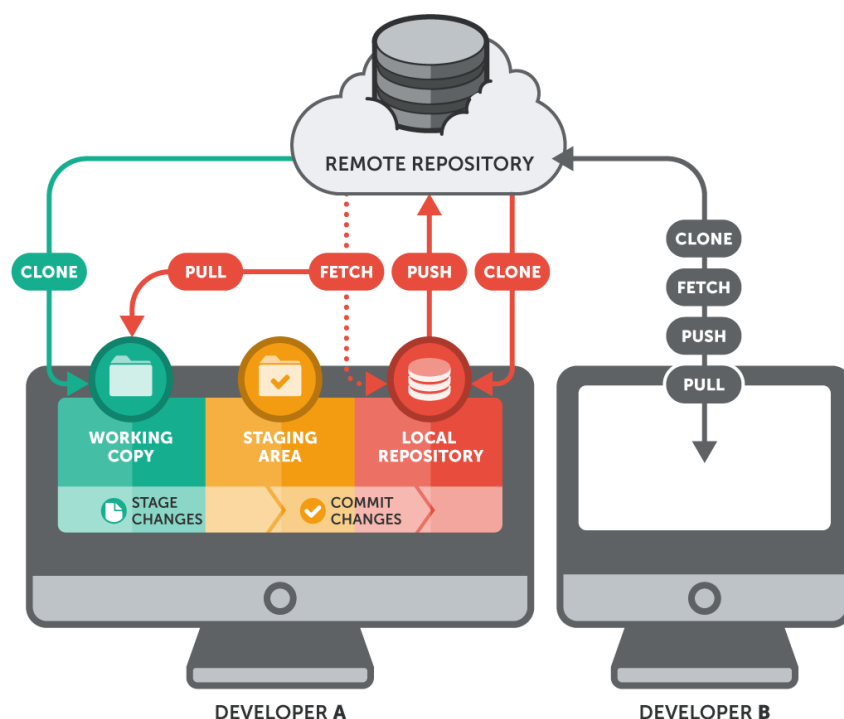 REMOTE REPOSITORY
CLONE
PULL
FETCH
PUSH
CLONE
CLONE
FETCH
PUSH
PULL
WORKING
COPY
STAGING
AREA
LOCAL
REPOSITORY
STAGE
CHANGES
COMMIT
CHANGES
DEVELOPER A
DEVELOPER B